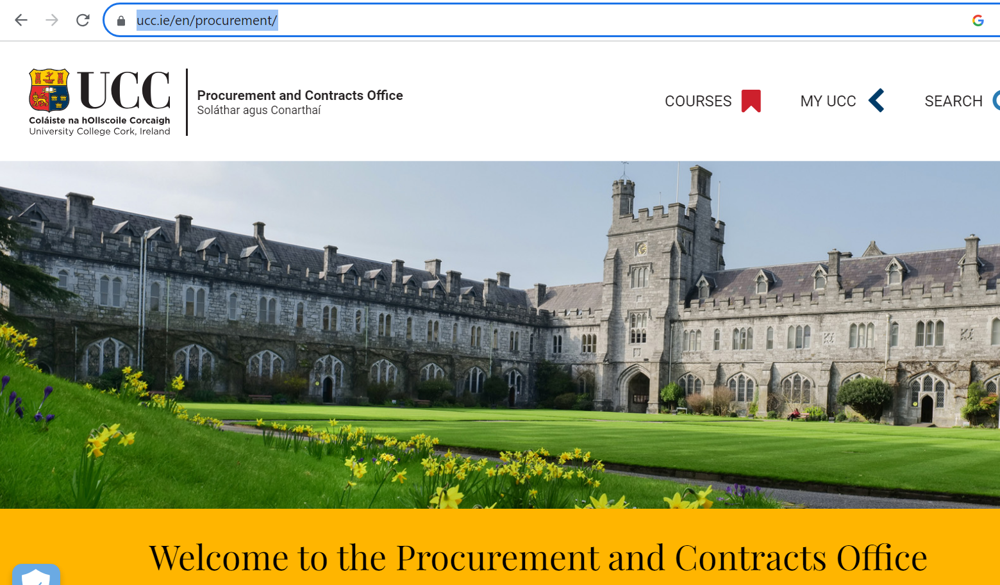 ucc.ie/en/procurement/
UCC
Coláiste na hOllscoile Corcaigh
University College Cork, Ireland
Procurement and Contracts Office
Soláthar agus Conarthaí
COURSES
MY UCC
SEARCH
Welcome to the Procurement and Contracts Office